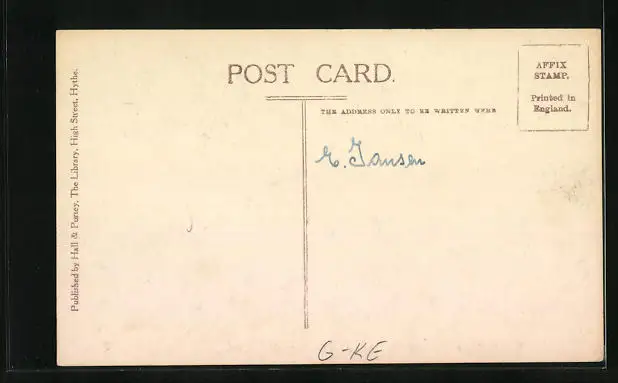 POST CARD.
AFFIX
STAMP.
Printed in
England.
THE ADDRESS ONLY TO BE WRITTEN HERE
E. Jansen
Published by Hall & Pursey, The Library, High Street, Hythe.
G-KE